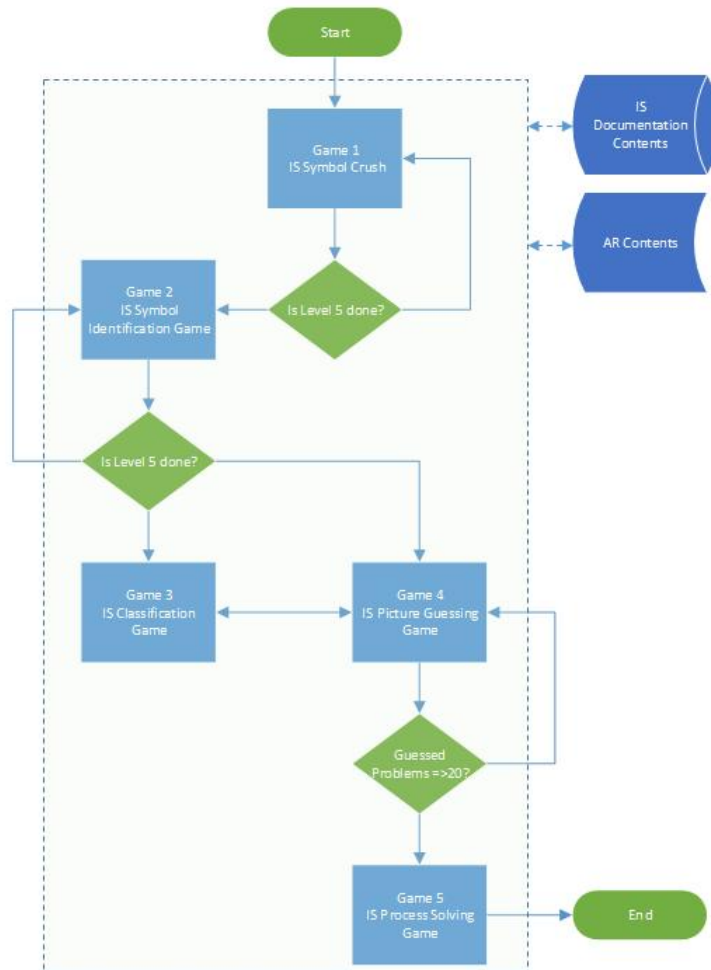 Start
IS
Documentation
Contents
Game 1
IS Symbol Crush
AR Contents
Game 2
IS Symbol
Identification Game
Is Level 5 done?
Is Level 5 done?
Game 3
IS Classification
Game
Game 4
IS Picture Guessing
Game
Guessed
Problems =>20?
Game 5
IS Process Solving
Game
End